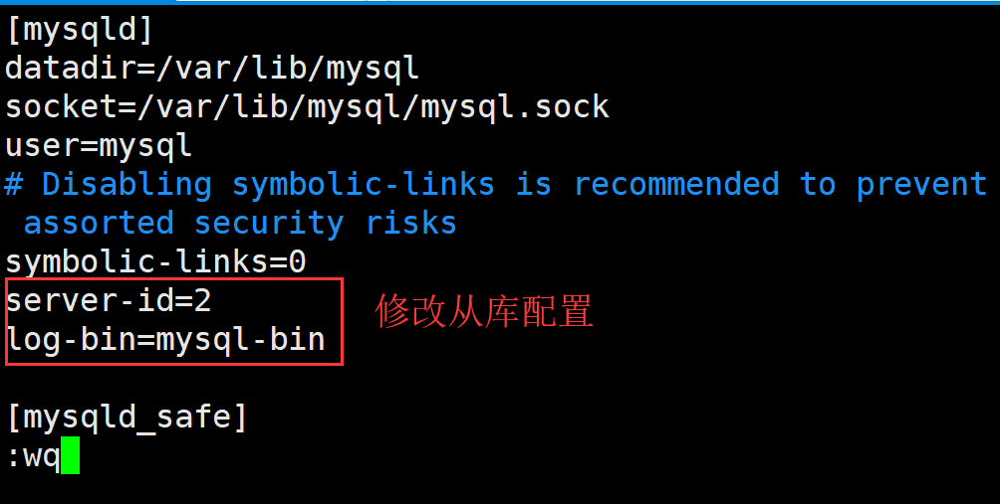 [mysqld]
datadir=/var/lib/mysql
socket=/var/lib/mysql/mysql.sock
user=mysql
# Disabling symbolic-links is recommended to prevent
assorted security risks
symbolic-links=0
server-id=2
修改从库配置
log-bin=mysql-bin
[mysqld_safe]
:wq